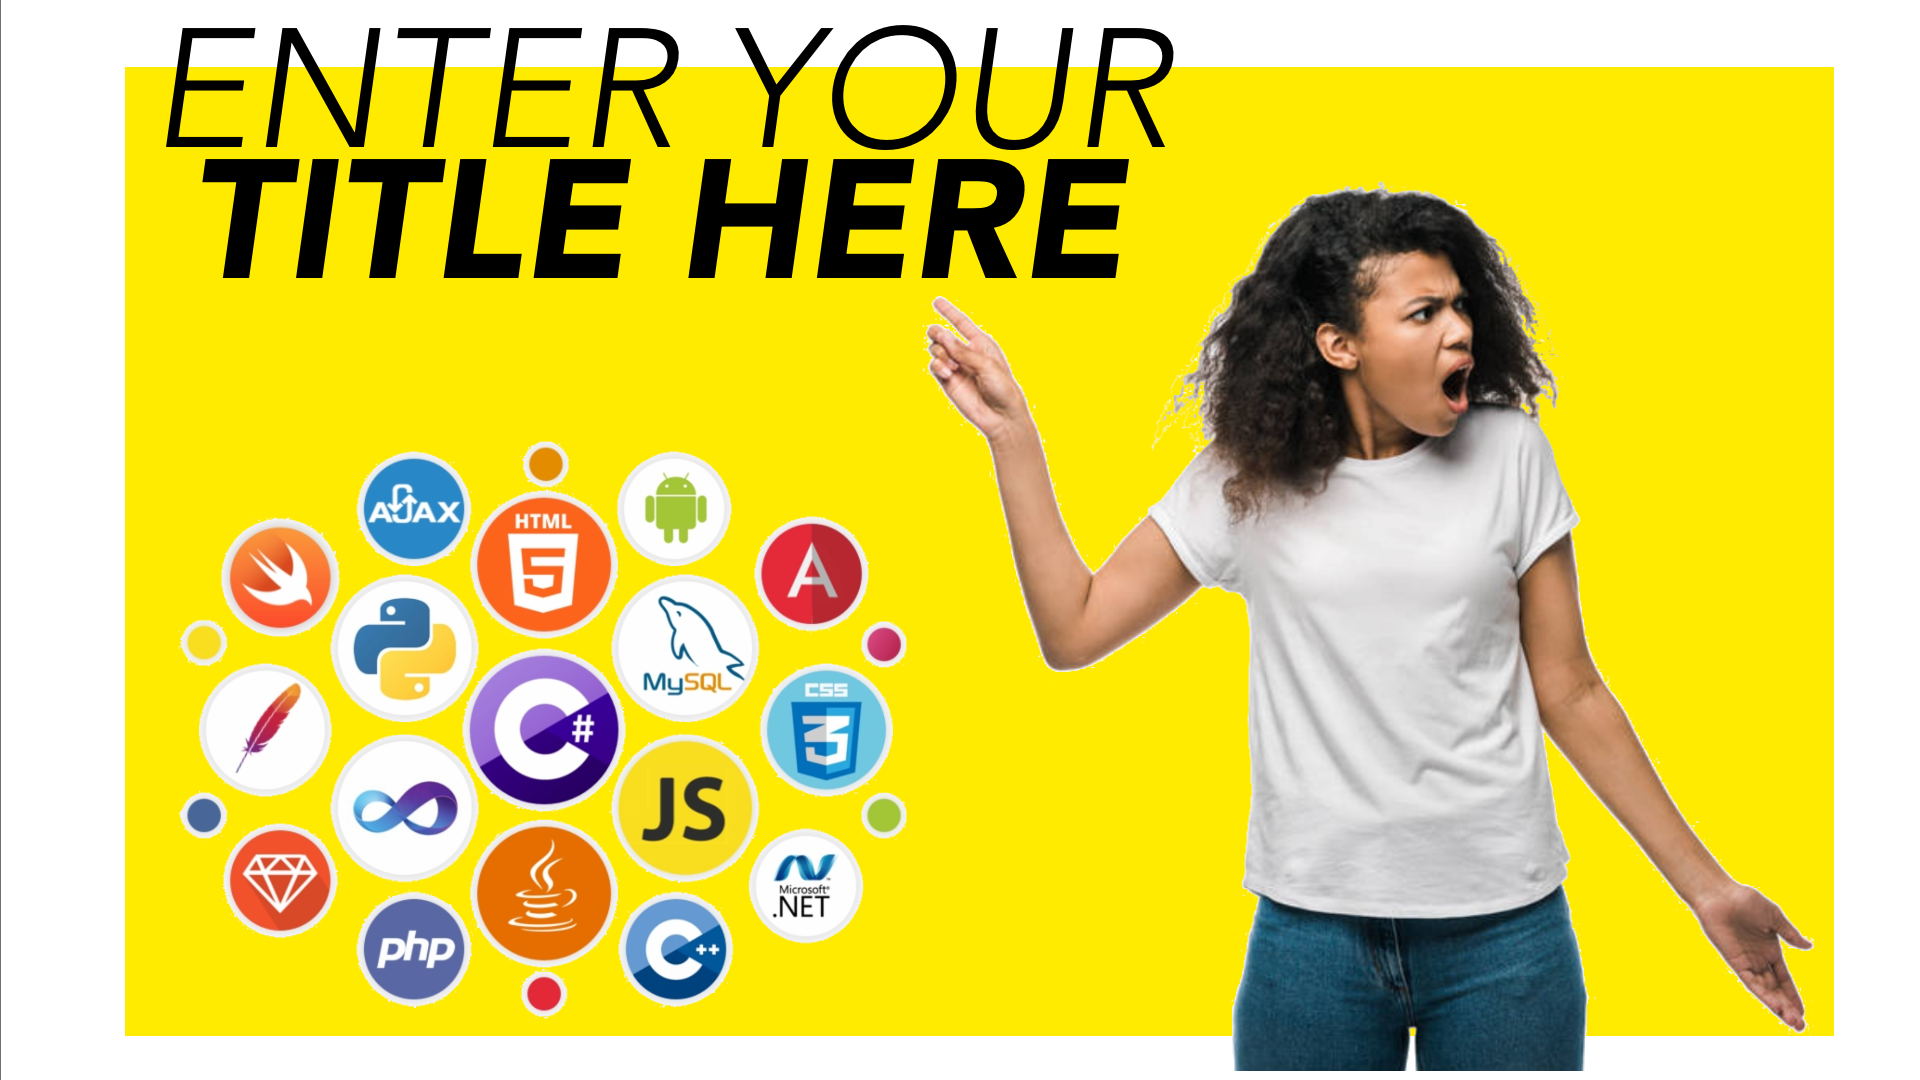 ENTER YOUR
TITLE HERE
AJAX
HTML
5
A
MySQL
C#
CSS
3
JS
Microsoft®
.NET
php
C++